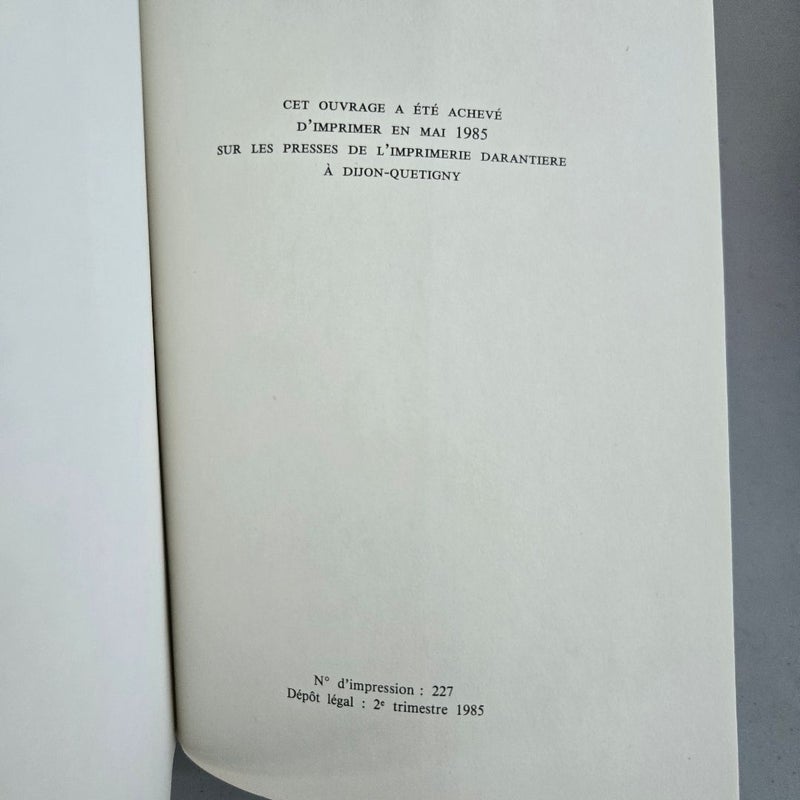 CET OUVRAGE A ÉTÉ ACHEVÉ
D'IMPRIMER EN MAI 1985
SUR LES PRESSES DE L'IMPRIMERIE DARANTIERE
À DIJON-QUETIGNY
N° d'impression : 227
Dépôt légal : 2e trimestre 1985